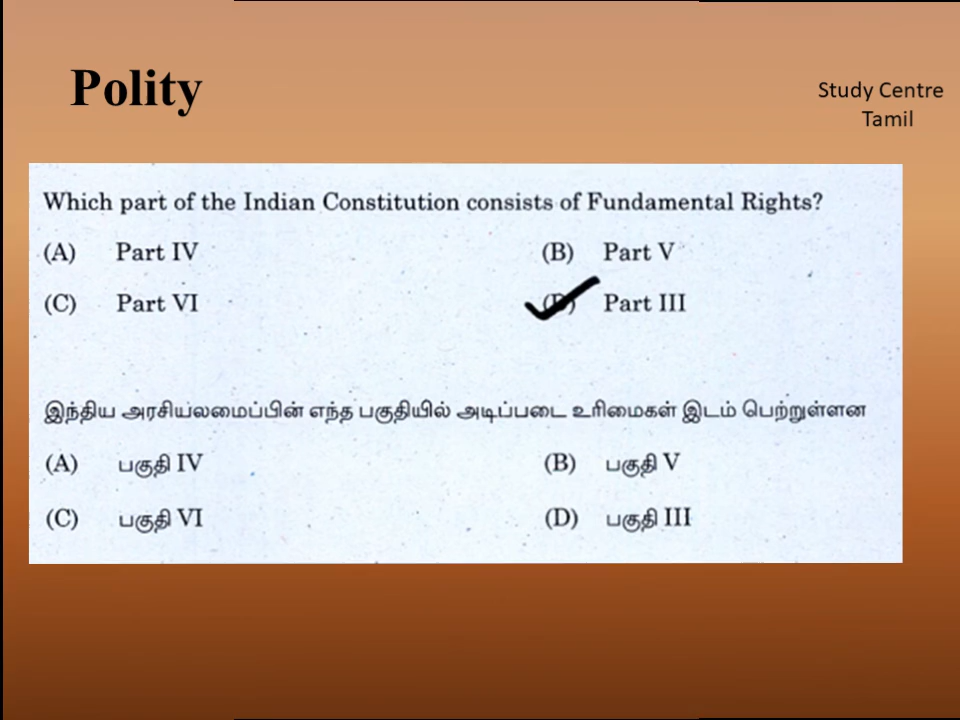 Polity
Study Centre
Tamil
Which part of the Indian Constitution consists of Fundamental Rights?
(A) Part IV (B) Part V
(C) Part VI (D) Part III
இந்திய அரசியலமைப்பின் எந்த பகுதியில் அடிப்படை உரிமைகள் இடம் பெற்றுள்ளன
(A) பகுதி IV (B) பகுதி V
(C) பகுதி VI (D) பகுதி III